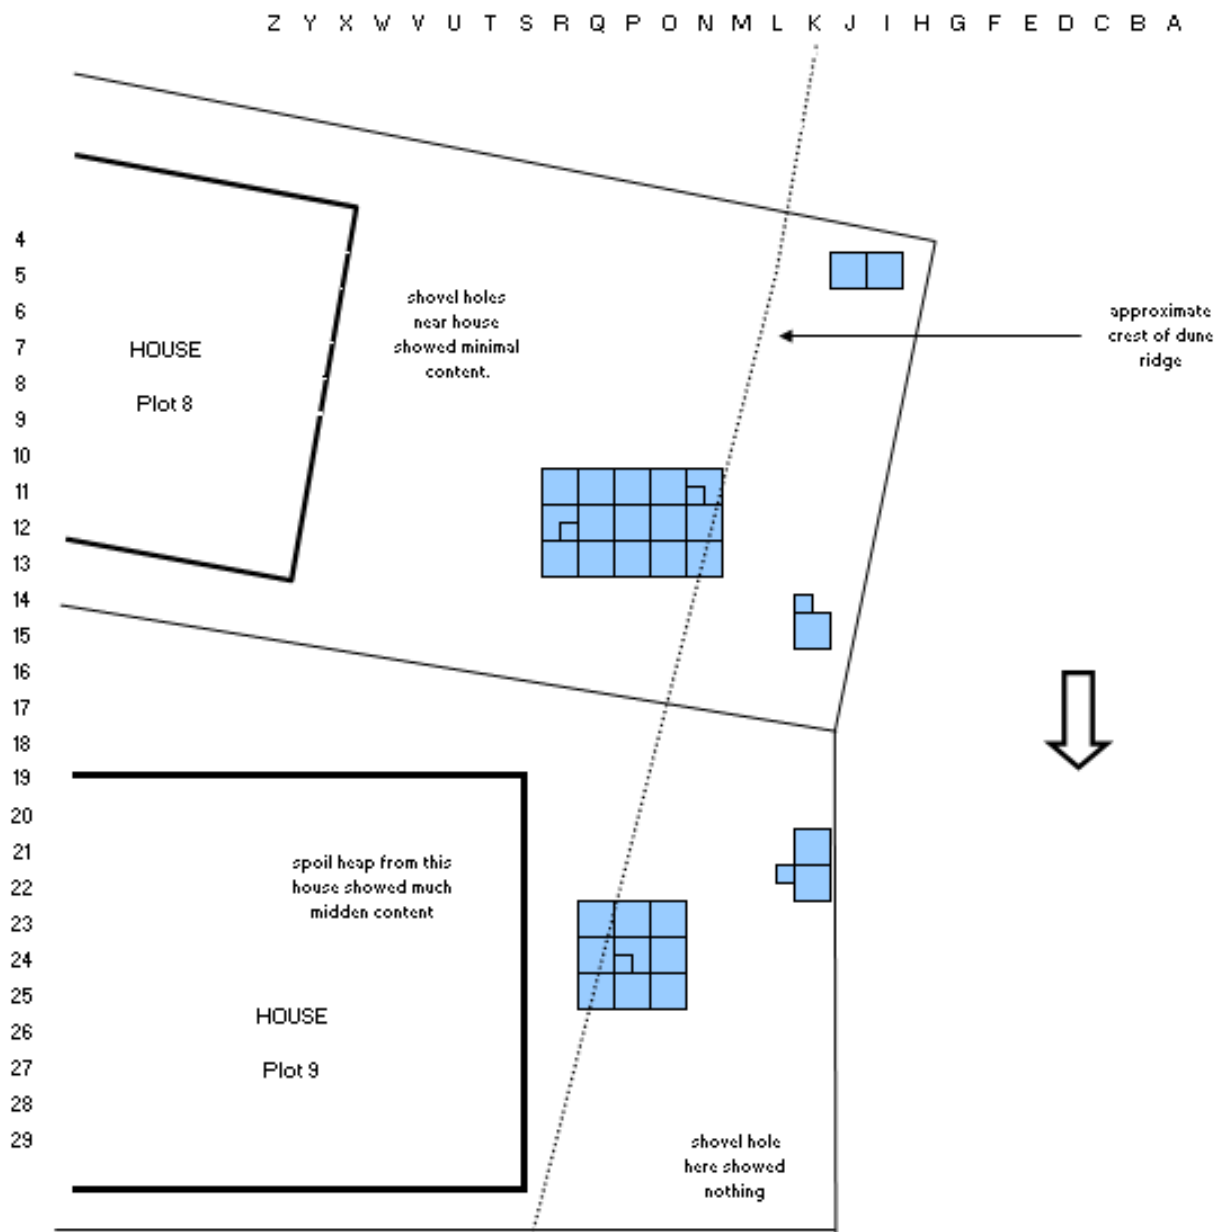 Z Y X W V U T S R Q P O N M L K J I H G F E D C B A
4
5
6
7
8
9
10
11
12
13
14
15
16
17
18
19
20
21
22
23
24
25
26
27
28
29
shovel holes
near house
showed minimal
content.
approximate
crest of dune
ridge
HOUSE
Plot 8
spoil heap from this
house showed much
midden content
HOUSE
Plot 9
shovel hole
here showed
nothing